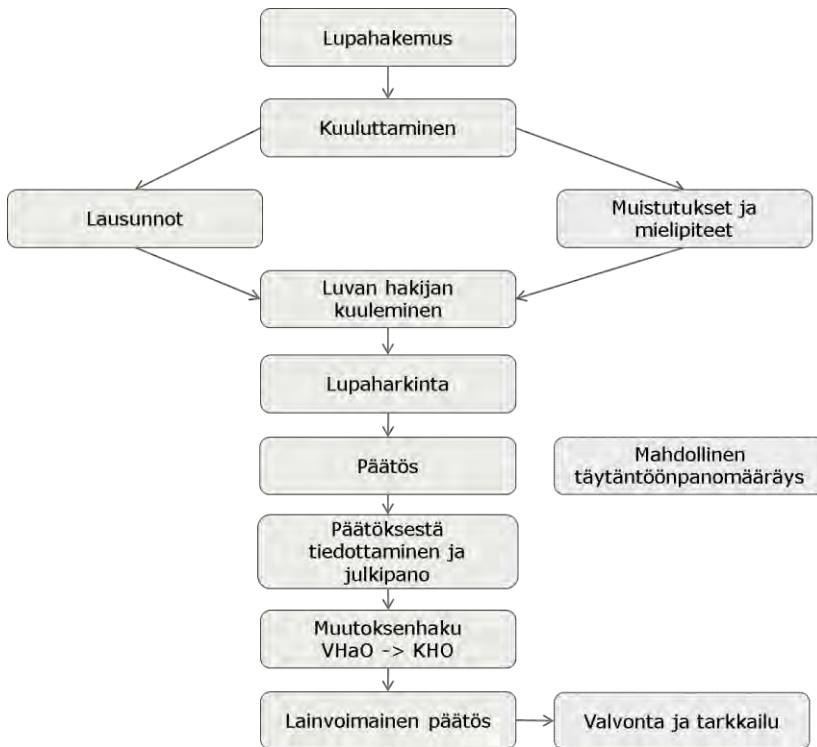 Lupahakemus
Kuuluttaminen
Lausunnot
Muistutukset ja
mielipiteet
Luvan hakijan
kuuleminen
Lupaharkinta
Päätös
Mahdollinen
täytäntöönpanomääräys
Päätöksestä
tiedottaminen ja
julkipano
Muutoksenhaku
VHaO -> KHO
Lainvoimainen päätös
Valvonta ja tarkkailu